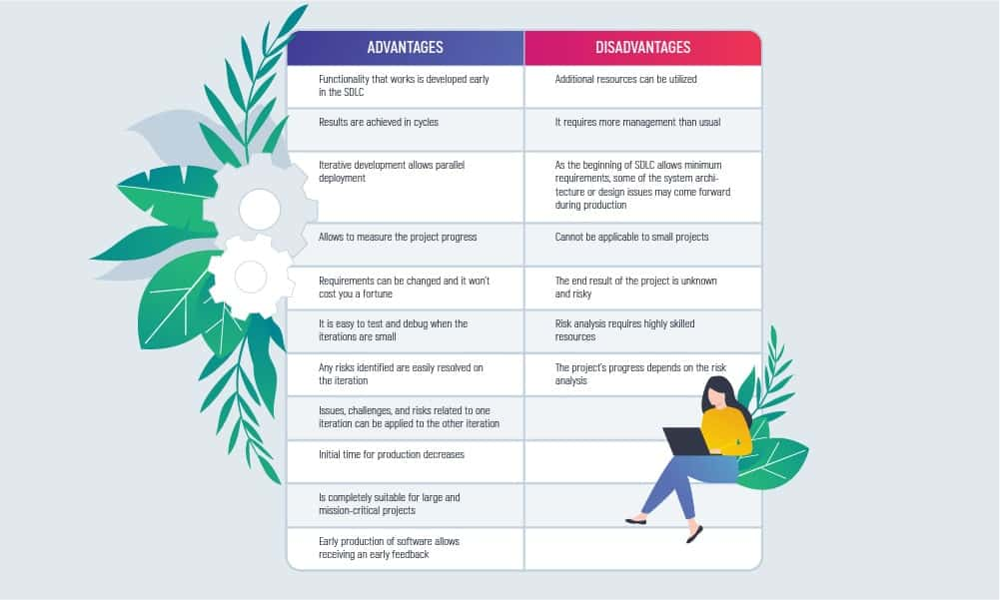 ADVANTAGES
DISADVANTAGES
Functionality that works is developed early
in the SDLC
Additional resources can be utilized
Results are achieved in cycles
It requires more management than usual
Iterative development allows parallel
deployment
As the beginning of SDLC allows minimum
requirements, some of the system archi-
tecture or design issues may come forward
during production
Allows to measure the project progress
Cannot be applicable to small projects
Requirements can be changed and it won't
cost you a fortune
The end result of the project is unknown
and risky
It is easy to test and debug when the
iterations are small
Risk analysis requires highly skilled
resources
Any risks identified are easily resolved on
the iteration
The project's progress depends on the risk
analysis
Issues, challenges, and risks related to one
iteration can be applied to the other iteration
Initial time for production decreases
Is completely suitable for large and
mission-critical projects
Early production of software allows
receiving an early feedback